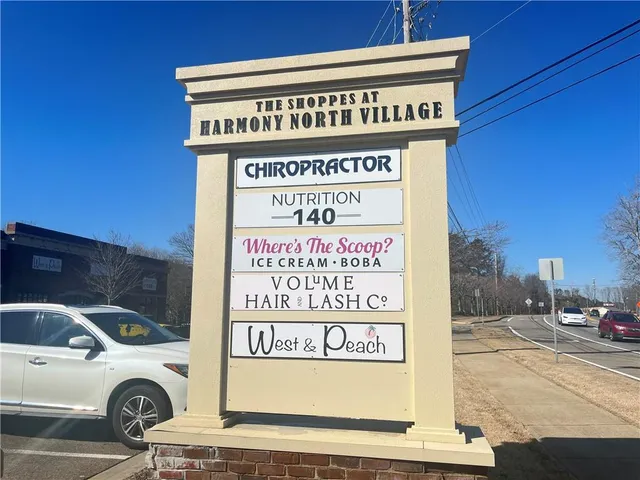 THE SHOPPES AT
HARMONY NORTH VILLAGE
CHIROPRACTOR
NUTRITION
140
Where's The Scoop?
ICE CREAM • BOBA
VOLUME
HAIR & LASH Cº
West & Peach